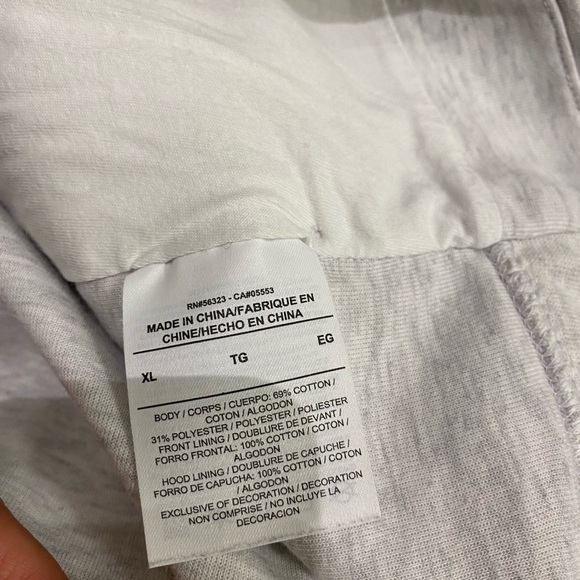 RN#56323 - CA#05553
MADE IN CHINA/FABRIQUE EN
CHINE/HECHO EN CHINA
XL TG EG
BODY / CORPS / CUERPO: 69% COTTON /
COTON / ALGODON
31% POLYESTER / POLYESTER / POLIESTER
FRONT LINING / DOUBLURE DE DEVANT /
FORRO FRONTAL: 100% COTTON / COTON /
ALGODON
HOOD LINING / DOUBLURE DE CAPUCHE /
FORRO DE CAPUCHA: 100% COTTON / COTON
/ ALGODON
EXCLUSIVE OF DECORATION / DECORATION
NON COMPRISE / NO INCLUYE LA
DECORACION